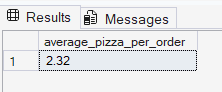 Results Messages
average_pizza_per_order
1 2.32